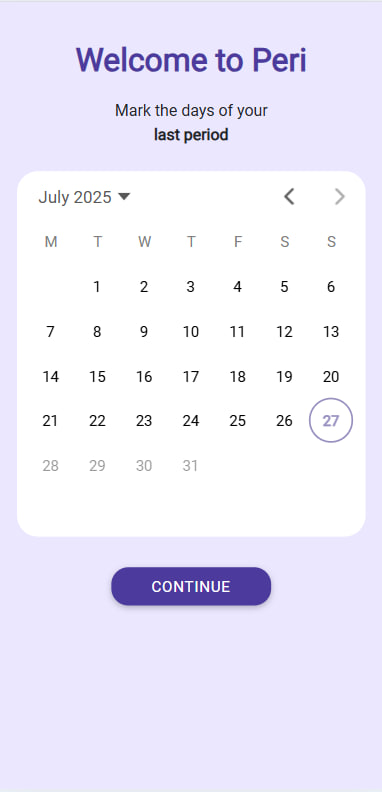 Welcome to Peri
Mark the days of your
last period
July 2025
M T W T F S S
1 2 3 4 5 6
7 8 9 10 11 12 13
14 15 16 17 18 19 20
21 22 23 24 25 26 27
28 29 30 31
CONTINUE